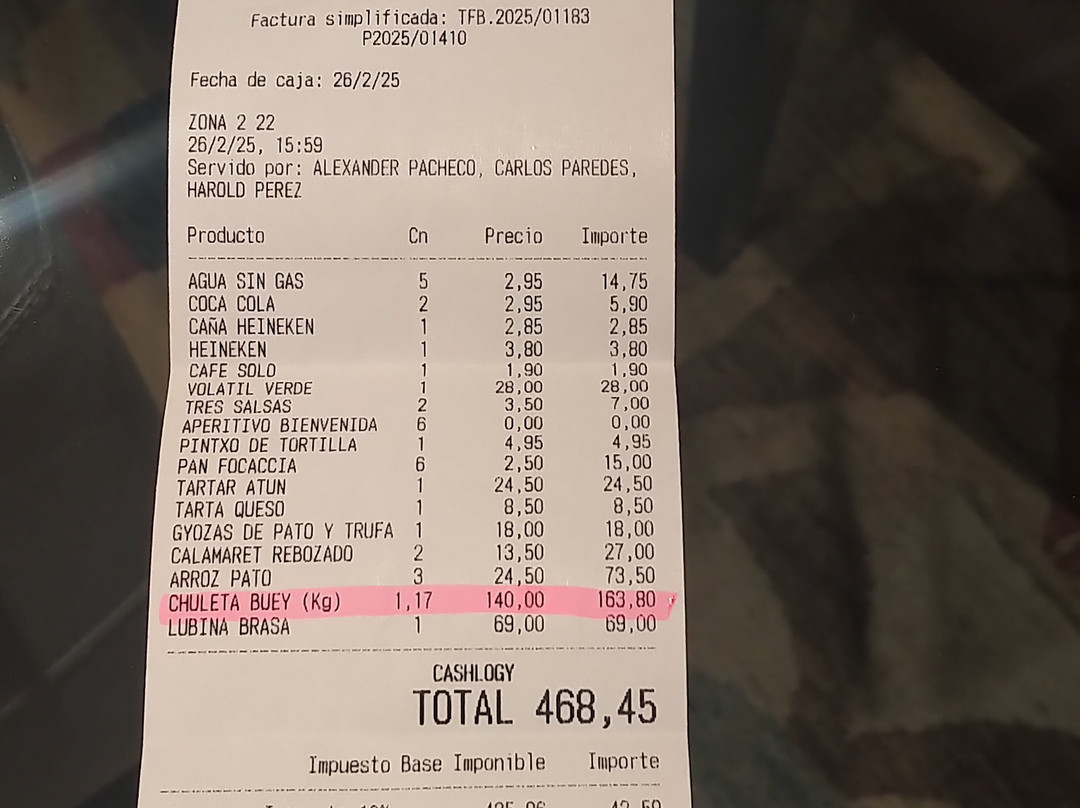 Factura simplificada: TFB.2025/01183
P2025/01410
Fecha de caja: 26/2/25
ZONA 2 22
26/2/25, 15:59
Servido por: ALEXANDER PACHECO, CARLOS PAREDES,
HAROLD PEREZ
Producto Cn Precio Importe
AGUA SIN GAS 5 2,95 14,75
COCA COLA 2 2,95 5,90
CAÑA HEINEKEN 1 2,85 2,85
HEINEKEN 1 3,80 3,80
CAFE SOLO 1 1,90 1,90
VOLATIL VERDE 1 28,00 28,00
TRES SALSAS 2 3,50 7,00
APERITIVO BIENVENIDA 6 0,00 0,00
PINTXO DE TORTILLA 1 4,95 4,95
PAN FOCACCIA 6 2,50 15,00
TARTAR ATUN 1 24,50 24,50
TARTA QUESO 1 8,50 8,50
GYOZAS DE PATO Y TRUFA 1 18,00 18,00
CALAMARET REBOZADO 2 13,50 27,00
ARROZ PATO 3 24,50 73,50
CHULETA BUEY (Kg) 1,17 140,00 163,80
LUBINA BRASA 1 69,00 69,00
CASHLOGY
TOTAL 468,45
Impuesto Base Imponible Importe